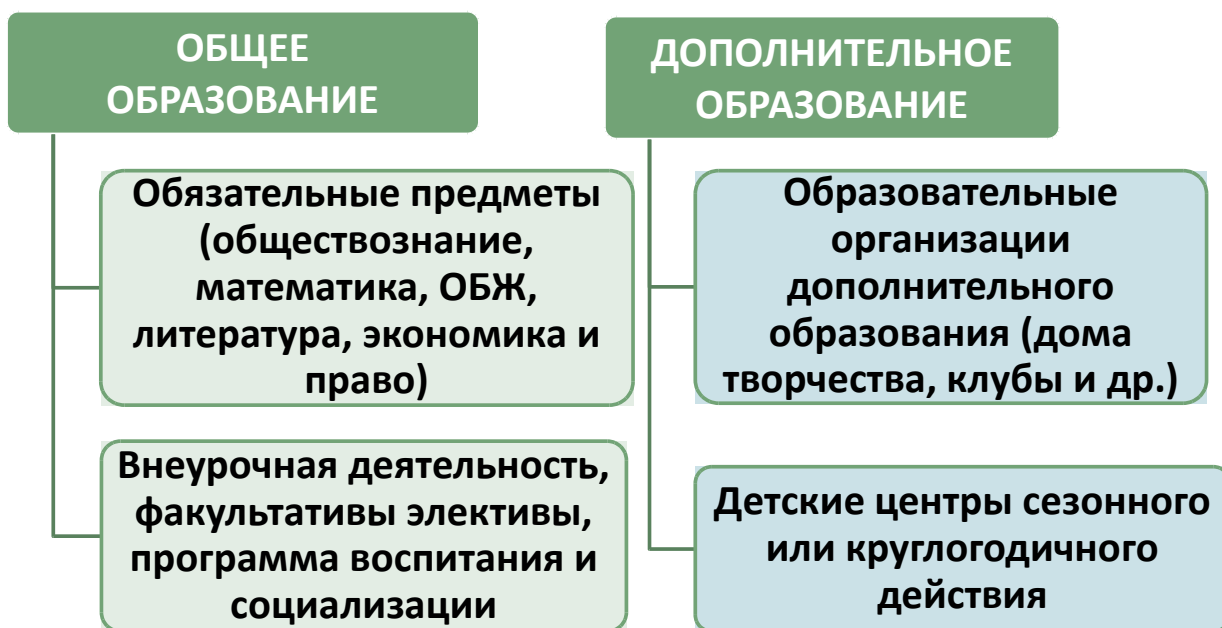 ОБЩЕЕ
ОБРАЗОВАНИЕ
Обязательные предметы
(обществознание,
математика, ОБЖ,
литература, экономика и
право)
Внеурочная деятельность,
факультативы элективы,
программа воспитания и
социализации
ДОПОЛНИТЕЛЬНОЕ
ОБРАЗОВАНИЕ
Образовательные
организации
дополнительного
образования (дома
творчества, клубы и др.)
Детские центры сезонного
или круглогодичного
действия